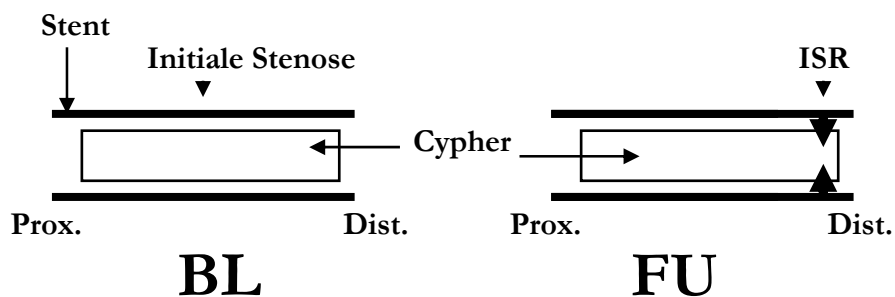 Stent
Initiale Stenose
ISR
Cypher
Prox.
Dist.
Prox.
Dist.
BL
FU